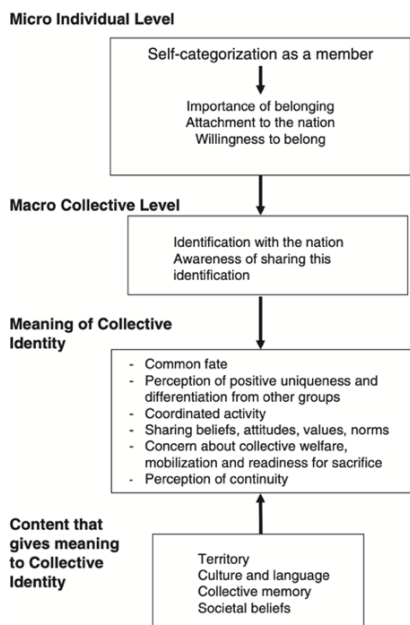 Micro Individual Level
Self-categorization as a member
Importance of belonging
Attachment to the nation
Willingness to belong
Macro Collective Level
Identification with the nation
Awareness of sharing this
identification
Meaning of Collective
Identity
- Common fate
- Perception of positive uniqueness and
differentiation from other groups
- Coordinated activity
- Sharing beliefs, attitudes, values, norms
- Concern about collective welfare,
mobilization and readiness for sacrifice
- Perception of continuity
Content that
gives meaning
to Collective
Identity
Territory
Culture and language
Collective memory
Societal beliefs